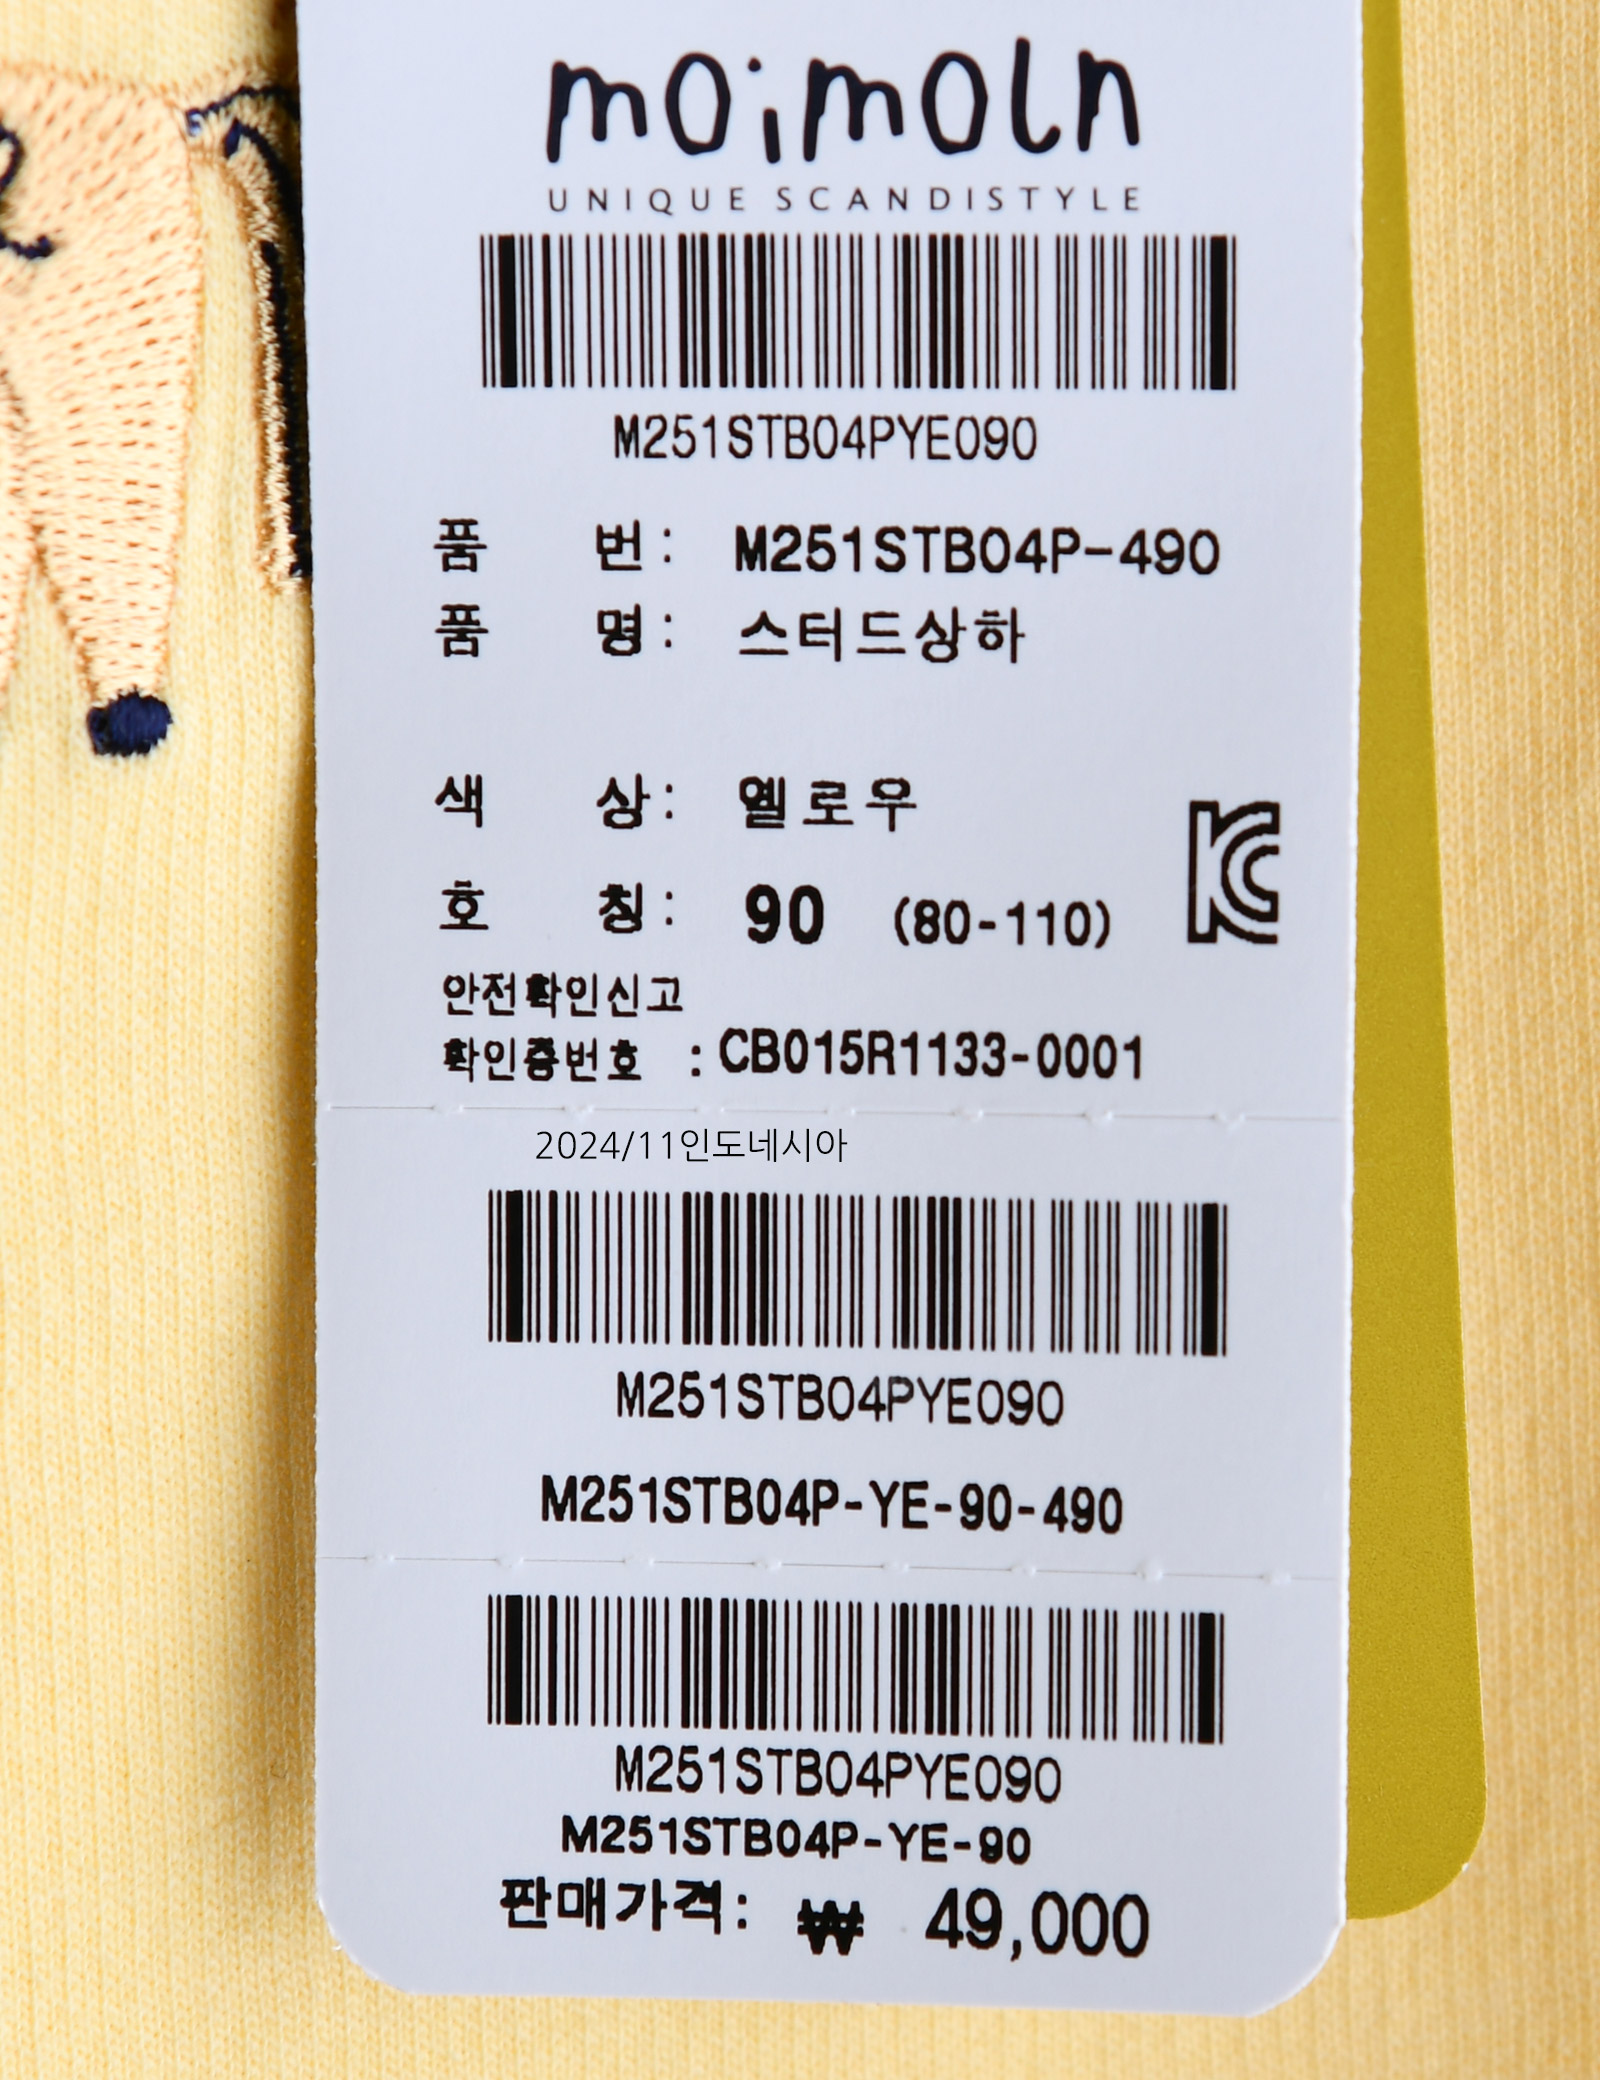 moimoln
UNIQUE SCANDISTYLE
M251STB04PYE090
품 번: M251STB04P-490
품 명: 스터드상하
색 상: 옐로우
호 칭: 90 (80-110)
안전확인신고
확인증번호 : CB015R1133-0001
2024/11인도네시아
M251STB04PYE090
M251STB04P-YE-90-490
M251STB04PYE090
M251STB04P-YE-90
판매가격: ₩ 49,000